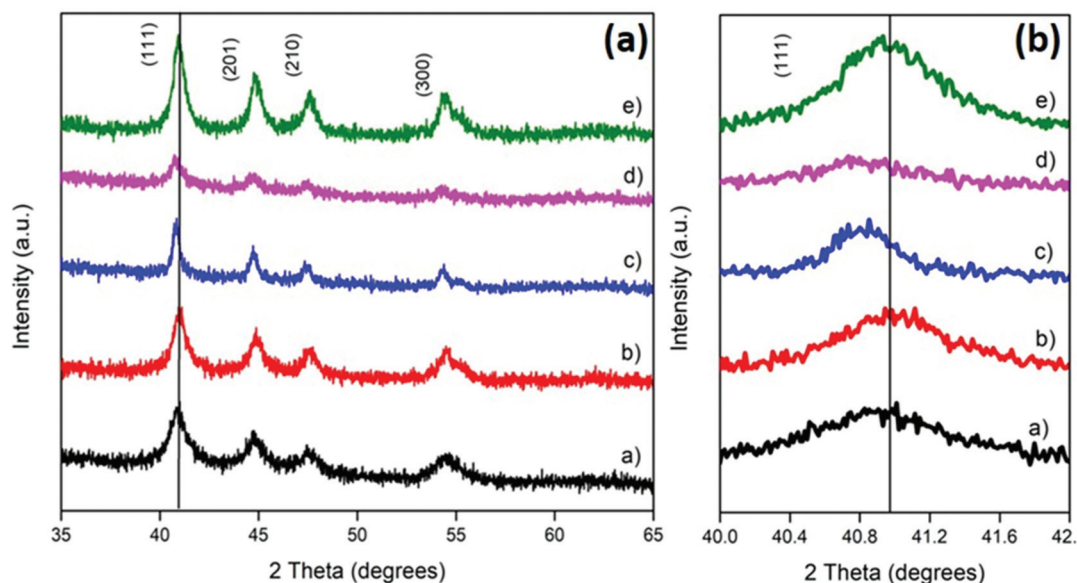 (a)
(111)
(201)
(210)
(300)
e)
d)
c)
b)
a)
Intensity (a.u.)
35 40 45 50 55 60 65
2 Theta (degrees)
(b)
(111)
e)
d)
c)
b)
a)
Intensity (a.u.)
40.0 40.4 40.8 41.2 41.6 42.
2 Theta (degrees)